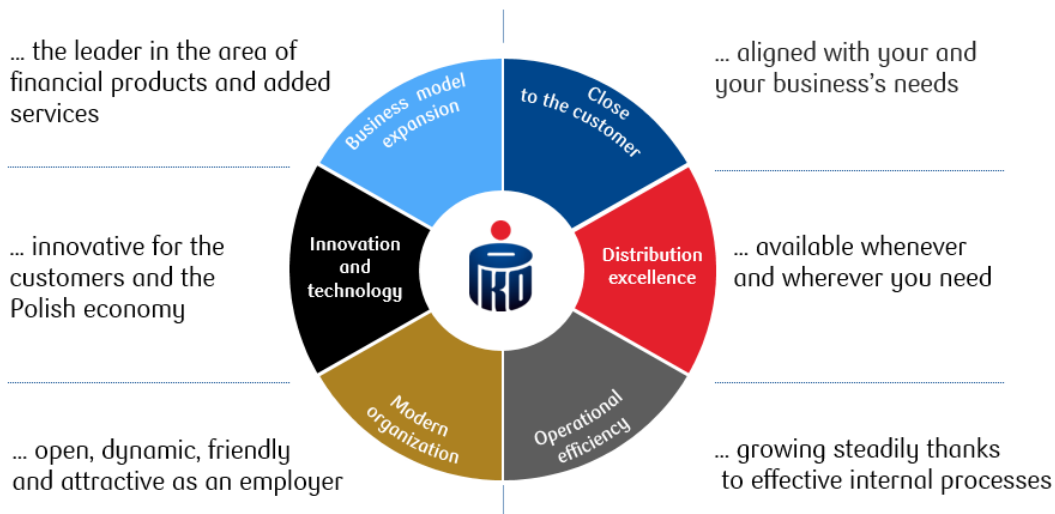 ... the leader in the area of
financial products and added
services
... aligned with your and
your business's needs
Business model
expansion
Close
to the customer
... innovative for the
customers and the
Polish economy
Innovation
and
technology
PKO
Distribution
excellence
... available whenever
and wherever you need
Modern
organization
Operational
efficiency
... open, dynamic, friendly
and attractive as an employer
... growing steadily thanks
to effective internal processes